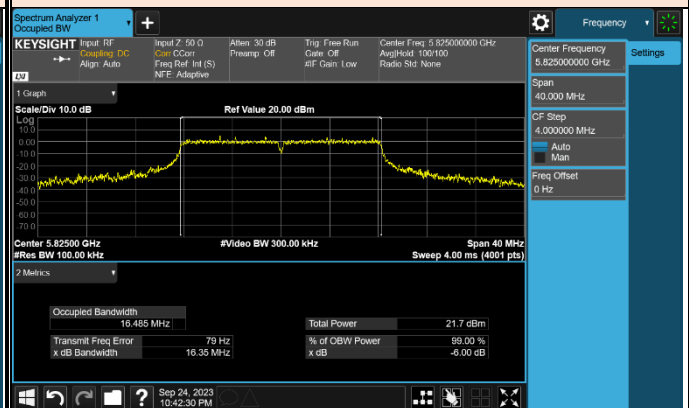 Spectrum Analyzer 1
Occupied BW
+
Frequency
KEYSIGHT Input: RF Input Z: 50 Ω Atten: 30 dB Trig: Free Run Center Freq: 5.825000000 GHz
Coupling: DC Corr CCorr Preamp: Off Gate: Off Avg|Hold: 100/100
Align: Auto Freq Ref: Int (S) #IF Gain: Low Radio Std: None
NFE: Adaptive
LXI
Center Frequency
5.825000000 GHz
Settings
Span
40.000 MHz
CF Step
4.000000 MHz
Auto
Man
Freq Offset
0 Hz
1 Graph
Scale/Div 10.0 dB Ref Value 20.00 dBm
Log
10.0
0.00
-10.0
-20.0
-30.0
-40.0
-50.0
-60.0
-70.0
Center 5.82500 GHz #Video BW 300.00 kHz Span 40 MHz
#Res BW 100.00 kHz Sweep 4.00 ms (4001 pts)
2 Metrics
Occupied Bandwidth
16.485 MHz Total Power 21.7 dBm
Transmit Freq Error 79 Hz % of OBW Power 99.00 %
x dB Bandwidth 16.35 MHz x dB -6.00 dB
? Sep 24, 2023
10:42:30 PM